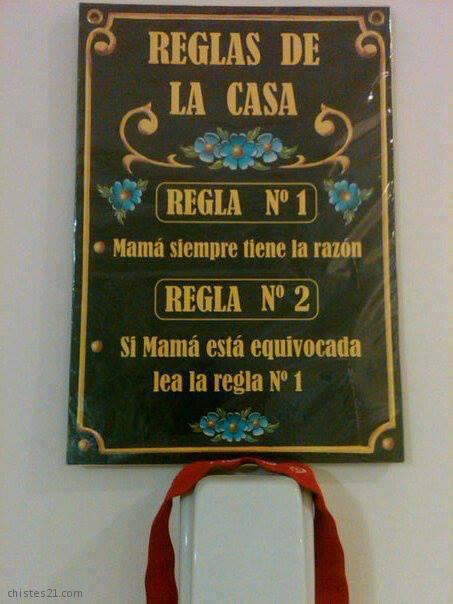 REGLAS DE
LA CASA
REGLA Nº 1
Mamá siempre tiene la razón
REGLA Nº 2
Si Mamá está equivocada
lea la regla Nº 1
chistes21.com